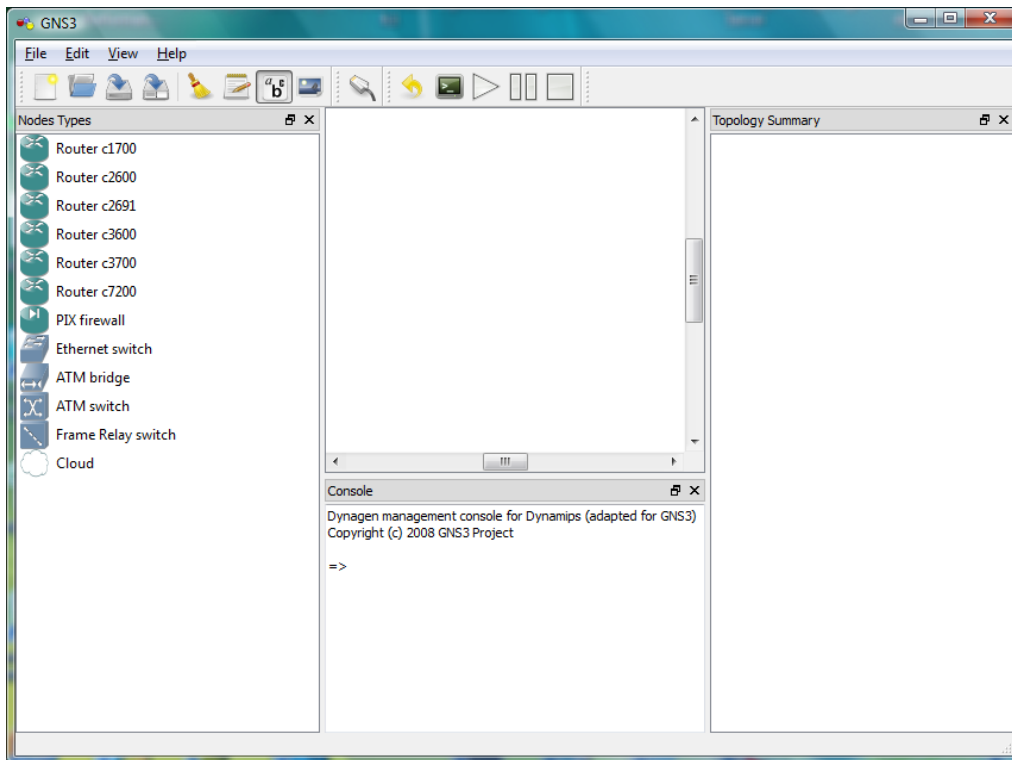 GNS3
File Edit View Help
Nodes Types
Router c1700
Router c2600
Router c2691
Router c3600
Router c3700
Router c7200
PIX firewall
Ethernet switch
ATM bridge
ATM switch
Frame Relay switch
Cloud
Console
Dynagen management console for Dynamips (adapted for GNS3)
Copyright (c) 2008 GNS3 Project
=>
Topology Summary